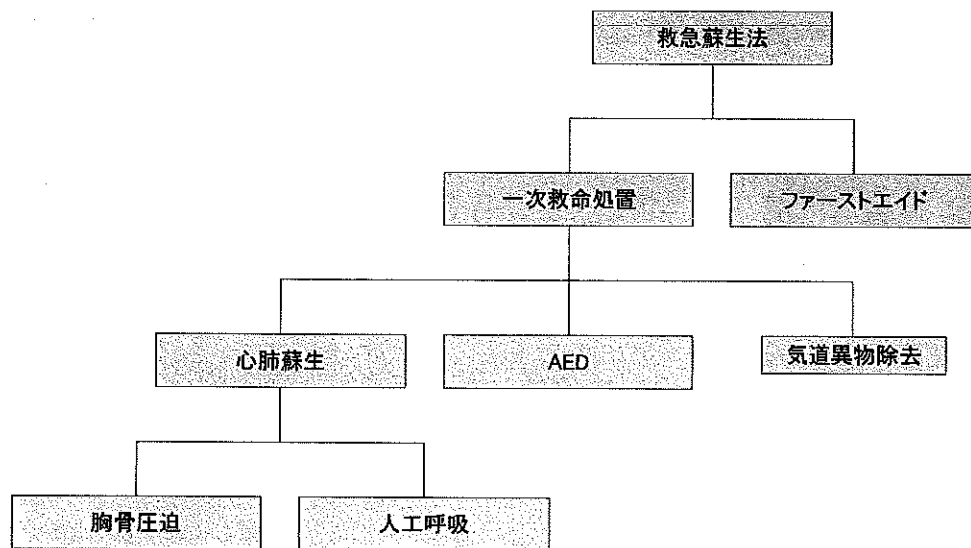 救急蘇生法
一次救命処置
ファーストエイド
心肺蘇生
AED
気道異物除去
胸骨圧迫
人工呼吸